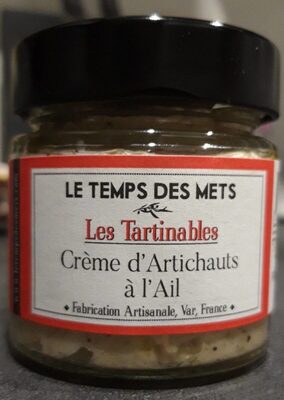 LE TEMPS DES METS
Les Tartinables
Crème d'Artichauts
à l'Ail
◆ Fabrication Artisanale, Var, France ◆